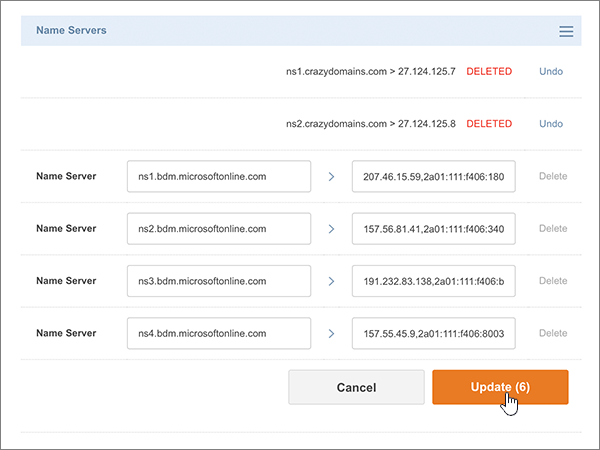 Name Servers
ns1.crazydomains.com > 27.124.125.7 DELETED Undo
ns2.crazydomains.com > 27.124.125.8 DELETED Undo
Name Server ns1.bdm.microsoftonline.com > 207.46.15.59,2a01:111:f406:180 Delete
Name Server ns2.bdm.microsoftonline.com > 157.56.81.41,2a01:111:f406:340 Delete
Name Server ns3.bdm.microsoftonline.com > 191.232.83.138,2a01:111:f406:b Delete
Name Server ns4.bdm.microsoftonline.com > 157.55.45.9,2a01:111:f406:8003 Delete
Cancel Update (6)